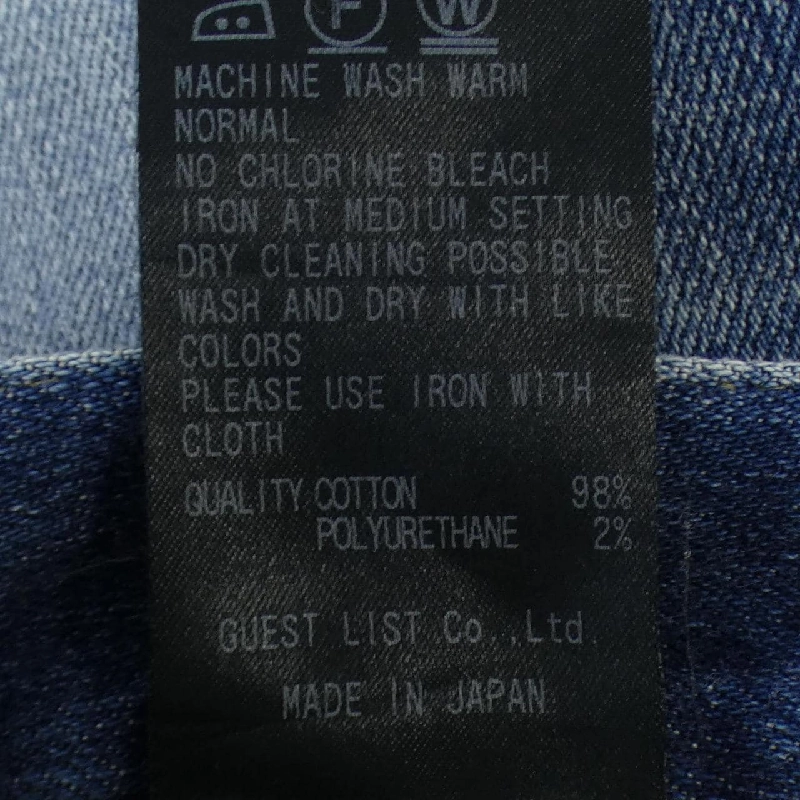 F W
MACHINE WASH WARM
NORMAL
NO CHLORINE BLEACH
IRON AT MEDIUM SETTING
DRY CLEANING POSSIBLE
WASH AND DRY WITH LIKE
COLORS
PLEASE USE IRON WITH
CLOTH
QUALITY:COTTON 98%
POLYURETHANE 2%
GUEST LIST Co.,Ltd.
MADE IN JAPAN